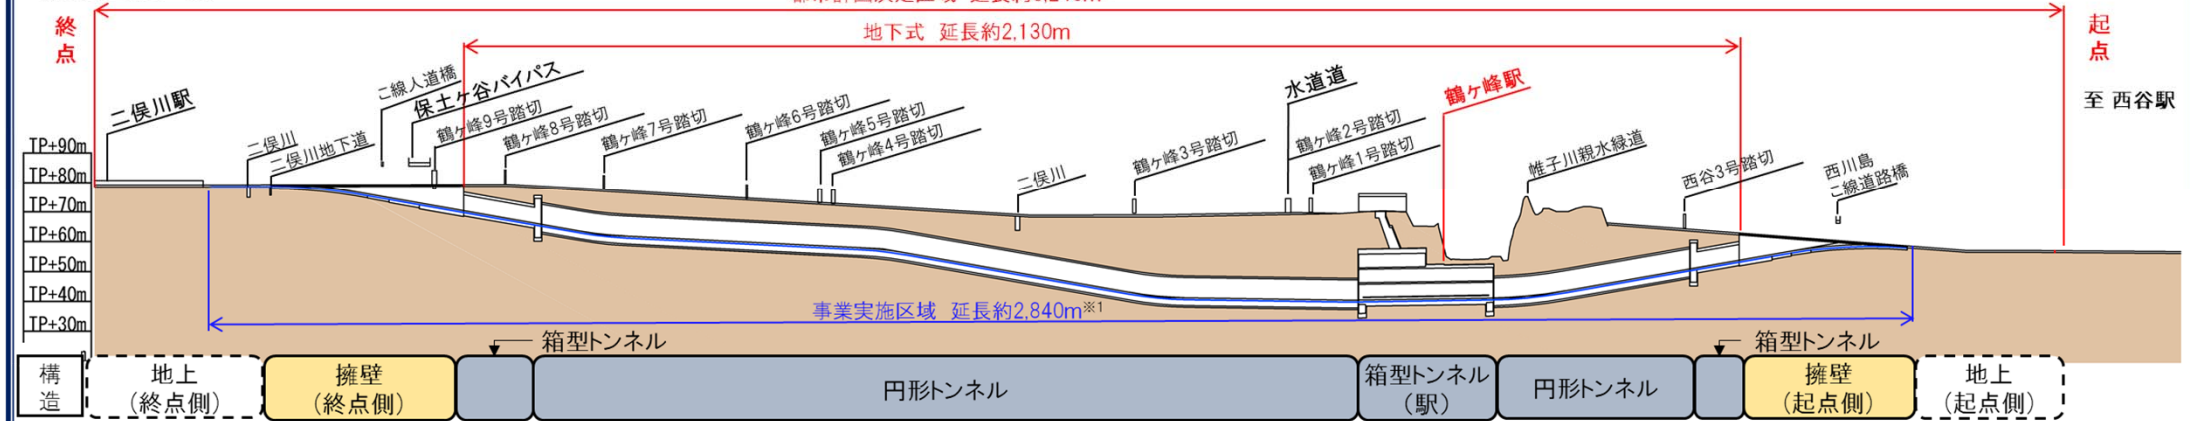 終点
地下式 延長約2,130m
起点
至 西谷駅
二俣川駅
二俣川
二俣川地下道
こ線人道橋
保土ヶ谷バイパス
鶴ヶ峰9号踏切
鶴ヶ峰8号踏切
鶴ヶ峰7号踏切
鶴ヶ峰6号踏切
鶴ヶ峰5号踏切
鶴ヶ峰4号踏切
二俣川
鶴ヶ峰3号踏切
水道道
鶴ヶ峰2号踏切
鶴ヶ峰1号踏切
鶴ヶ峰駅
帷子川親水緑道
西谷3号踏切
西川島
こ線道路橋
TP+90m
TP+80m
TP+70m
TP+60m
TP+50m
TP+40m
TP+30m
事業実施区域 延長約2,840m※1
箱型トンネル
箱型トンネル
構造
地上
（終点側）
擁壁
（終点側）
円形トンネル
箱型トンネル
（駅）
円形トンネル
擁壁
（起点側）
地上
（起点側）